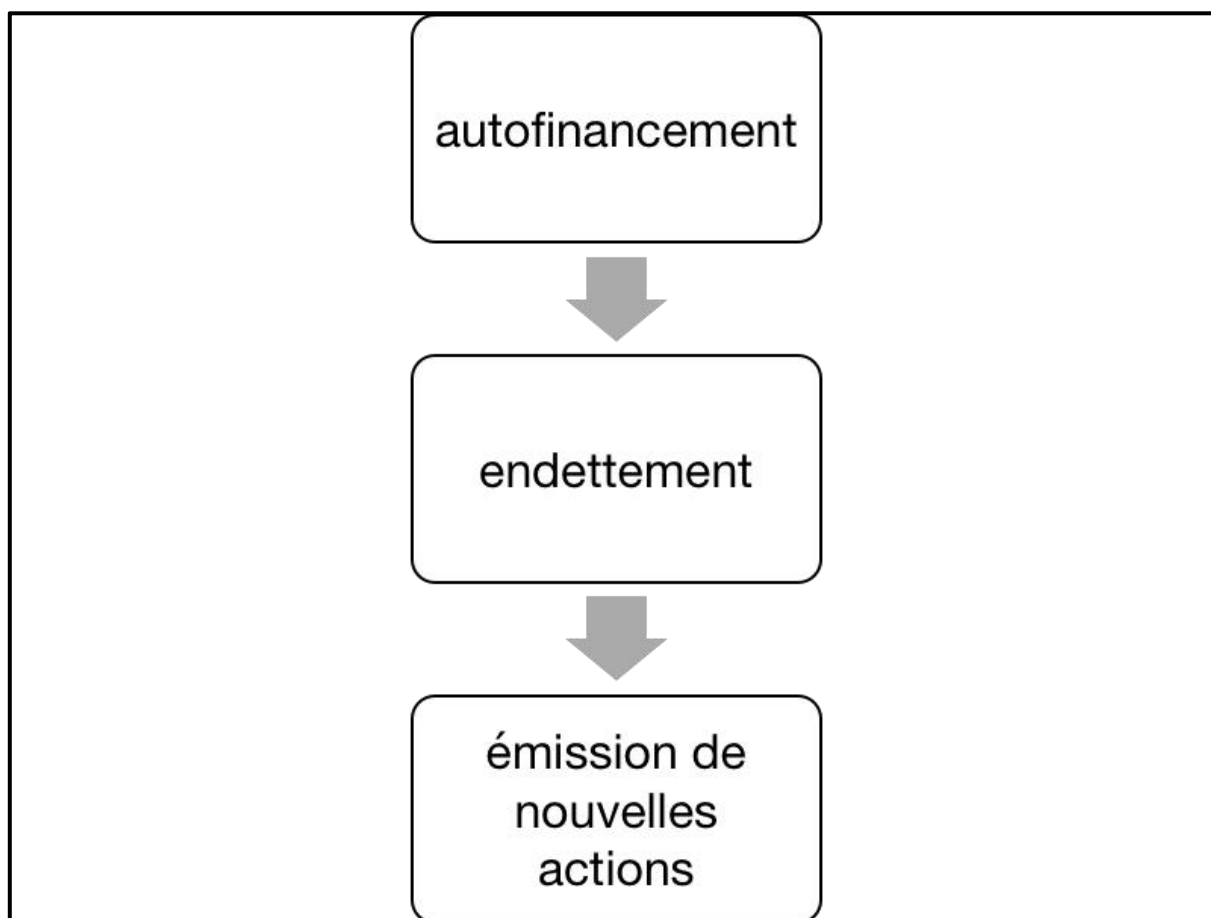 autofinancement
endettement
émission de
nouvelles
actions